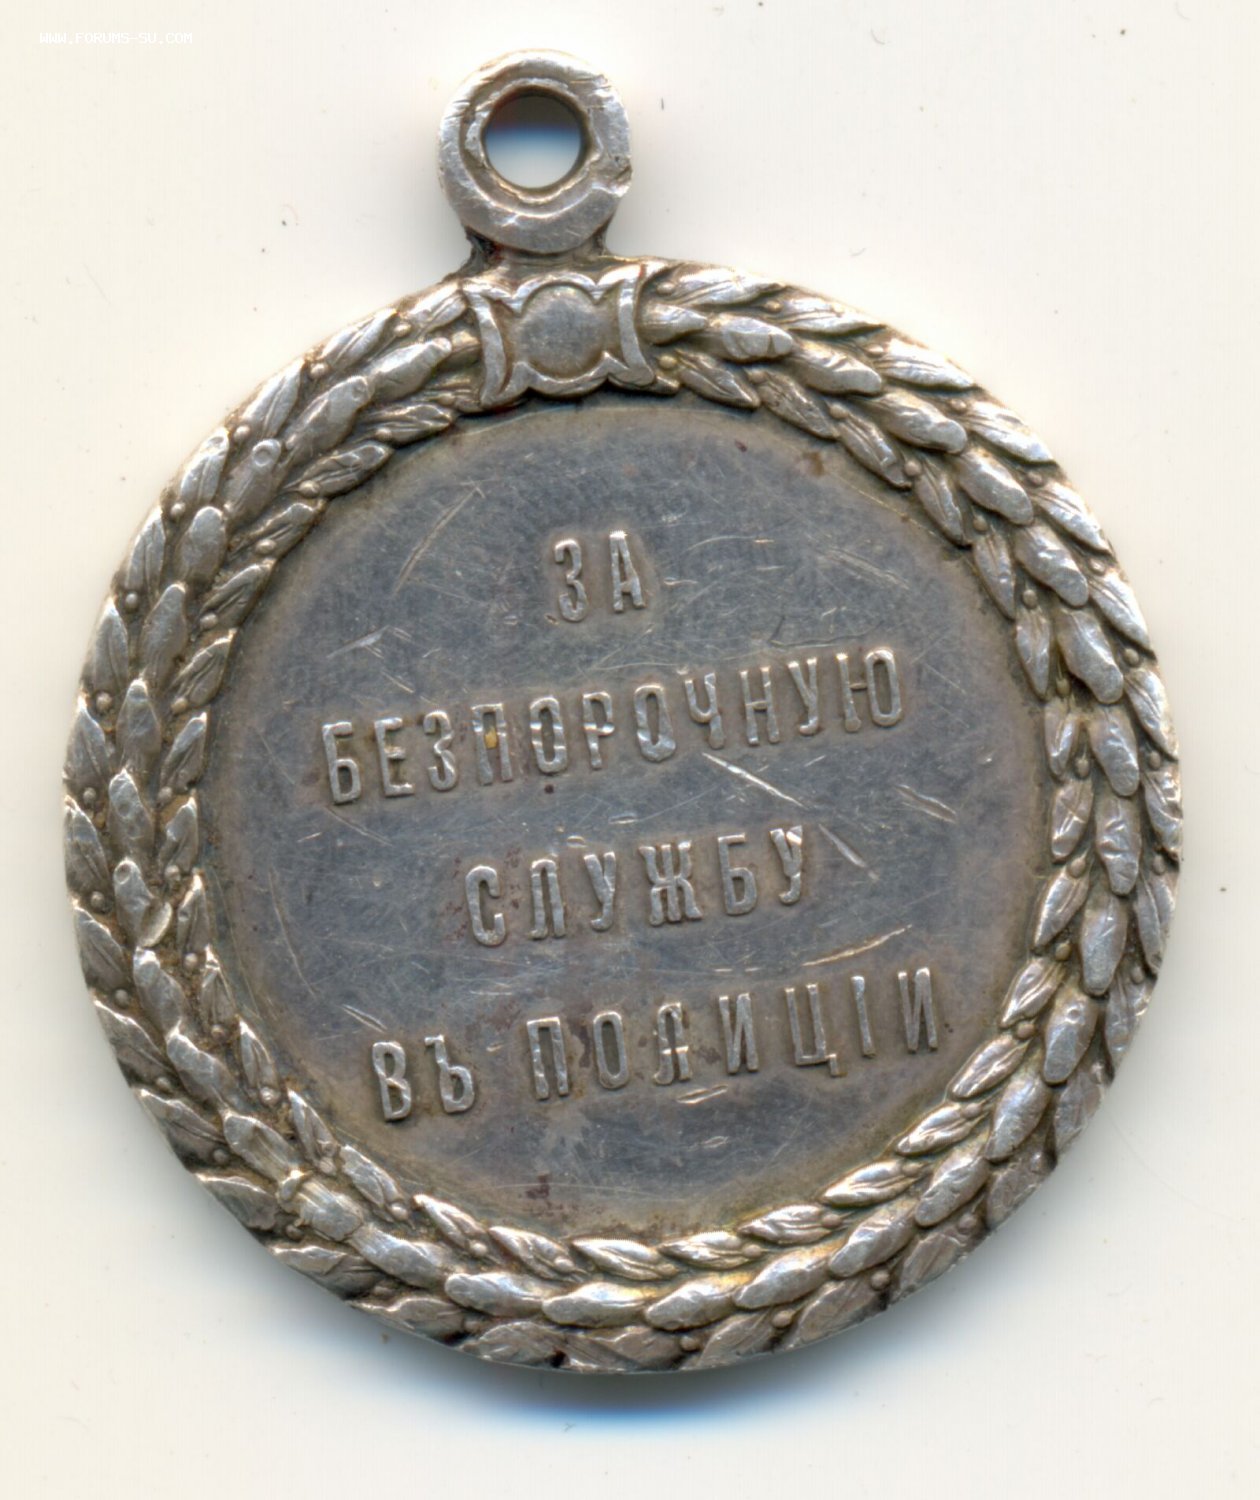 WWW.FORUMS-SU.COM
ЗА
БЕЗПОРОЧНУЮ
СЛУЖБУ
ВЪ ПОЛИЦІИ